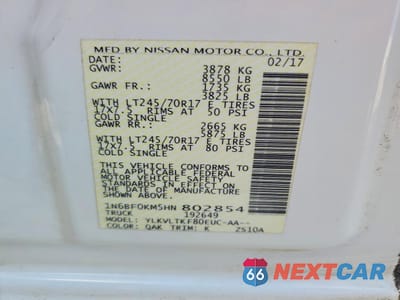 MFD BY NISSAN MOTOR CO., LTD.
DATE: 02/17
GVWR: 3878 KG
8550 LB
GAWR FR.: 1735 KG
3825 LB
WITH LT245/70R17 E TIRES
17x7.5 RIMS AT 50 PSI
COLD SINGLE
GAWR RR.: 2665 KG
5875 LB
WITH LT245/70R17 E TIRES
17x7.5 RIMS AT 80 PSI
COLD SINGLE
THIS VEHICLE CONFORMS TO
ALL APPLICABLE FEDERAL
MOTOR VEHICLE SAFETY
STANDARDS IN EFFECT ON
THE DATE OF MANUFACTURE
SHOWN ABOVE.
1N6BF0KM5HN 802854
TRUCK 192649
MODEL: YLKVLTKF80EUC-AA--
COLOR: QAK TRIM: K ZS10A
66 NEXTCAR